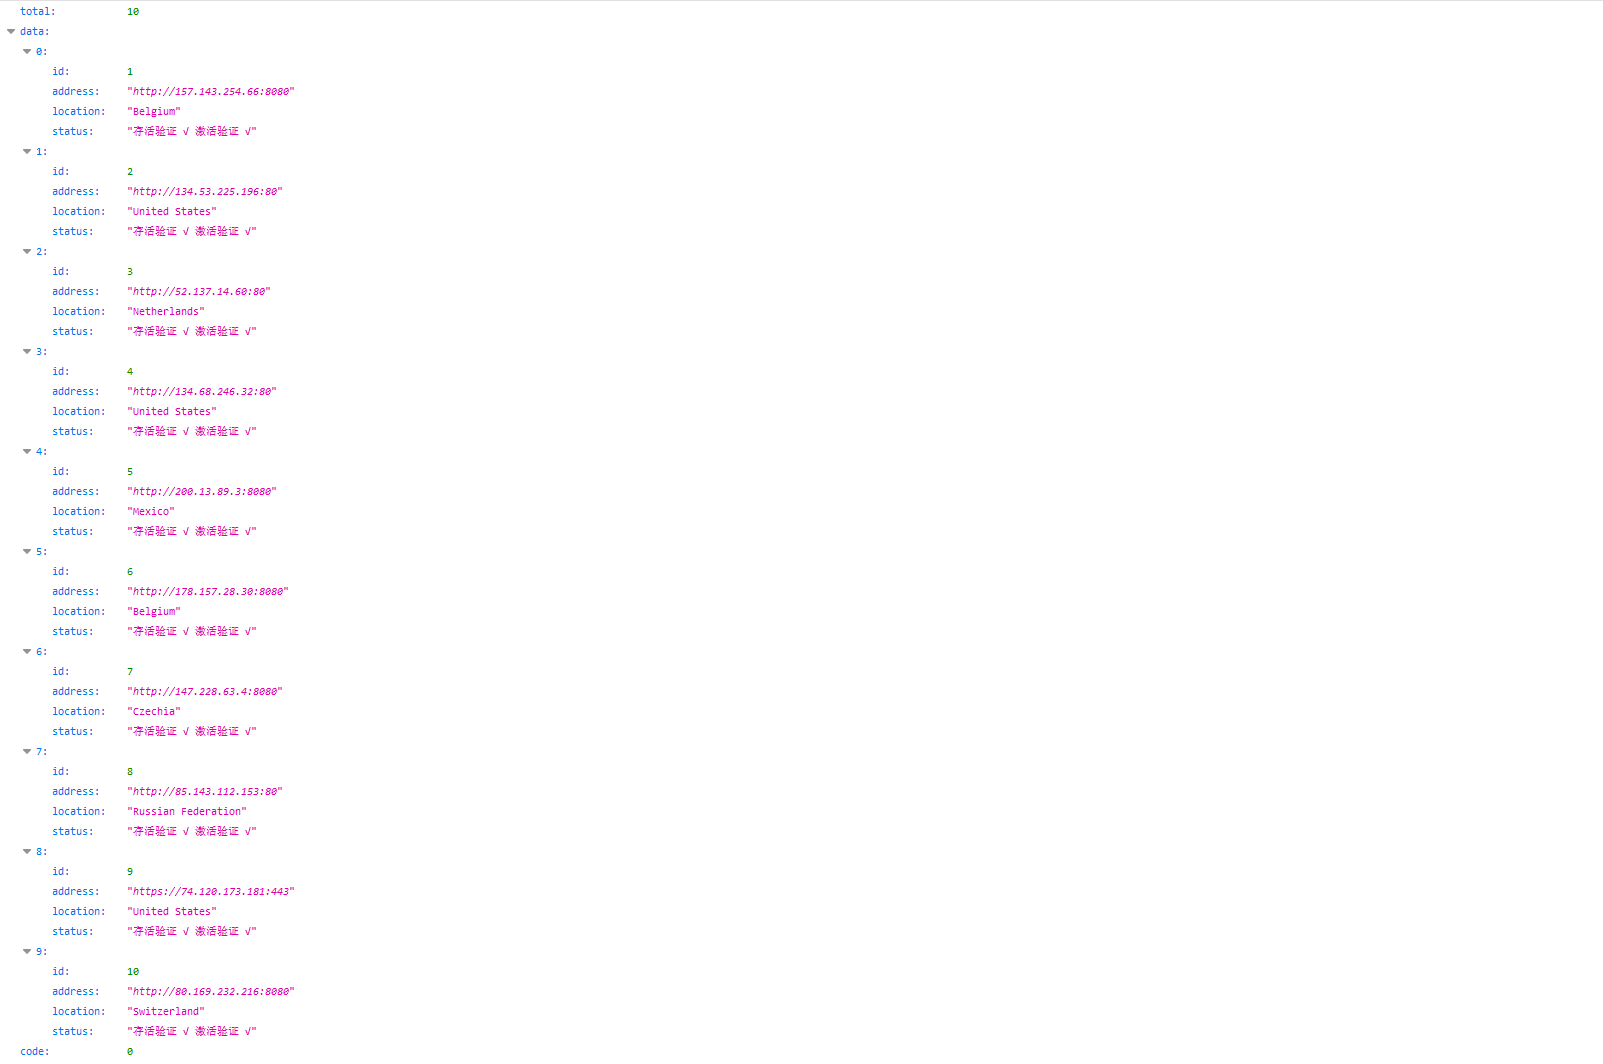 total: 10
data:
0:
id: 1
address: "http://157.143.254.66:8080"
location: "Belgium"
status: "存活验证 √ 激活验证 √"
1:
id: 2
address: "http://134.53.225.196:80"
location: "United States"
status: "存活验证 √ 激活验证 √"
2:
id: 3
address: "http://52.137.14.60:80"
location: "Netherlands"
status: "存活验证 √ 激活验证 √"
3:
id: 4
address: "http://134.68.246.32:80"
location: "United States"
status: "存活验证 √ 激活验证 √"
4:
id: 5
address: "http://200.13.89.3:8080"
location: "Mexico"
status: "存活验证 √ 激活验证 √"
5:
id: 6
address: "http://178.157.28.30:8080"
location: "Belgium"
status: "存活验证 √ 激活验证 √"
6:
id: 7
address: "http://147.228.63.4:8080"
location: "Czechia"
status: "存活验证 √ 激活验证 √"
7:
id: 8
address: "http://85.143.112.153:80"
location: "Russian Federation"
status: "存活验证 √ 激活验证 √"
8:
id: 9
address: "https://74.120.173.181:443"
location: "United States"
status: "存活验证 √ 激活验证 √"
9:
id: 10
address: "http://80.169.232.216:8080"
location: "Switzerland"
status: "存活验证 √ 激活验证 √"
code: 0